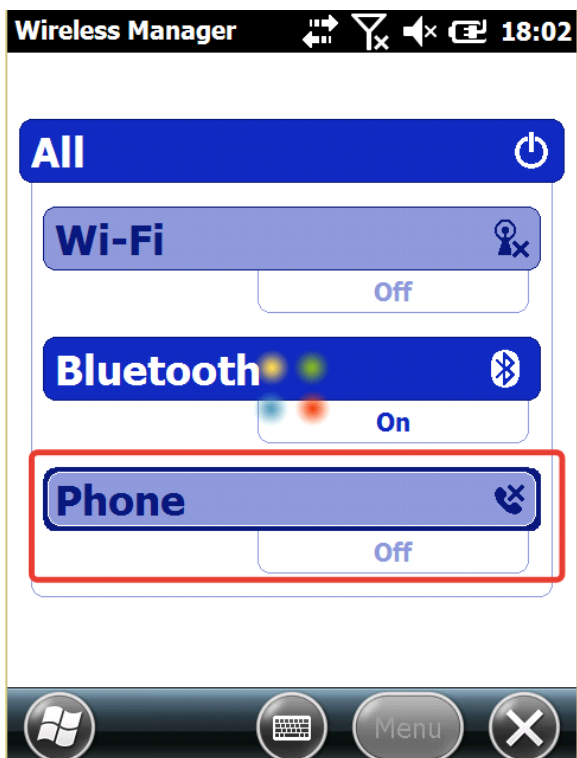 Wireless Manager 18:02
All
Wi-Fi
Off
Bluetooth
On
Phone
Off
Menu